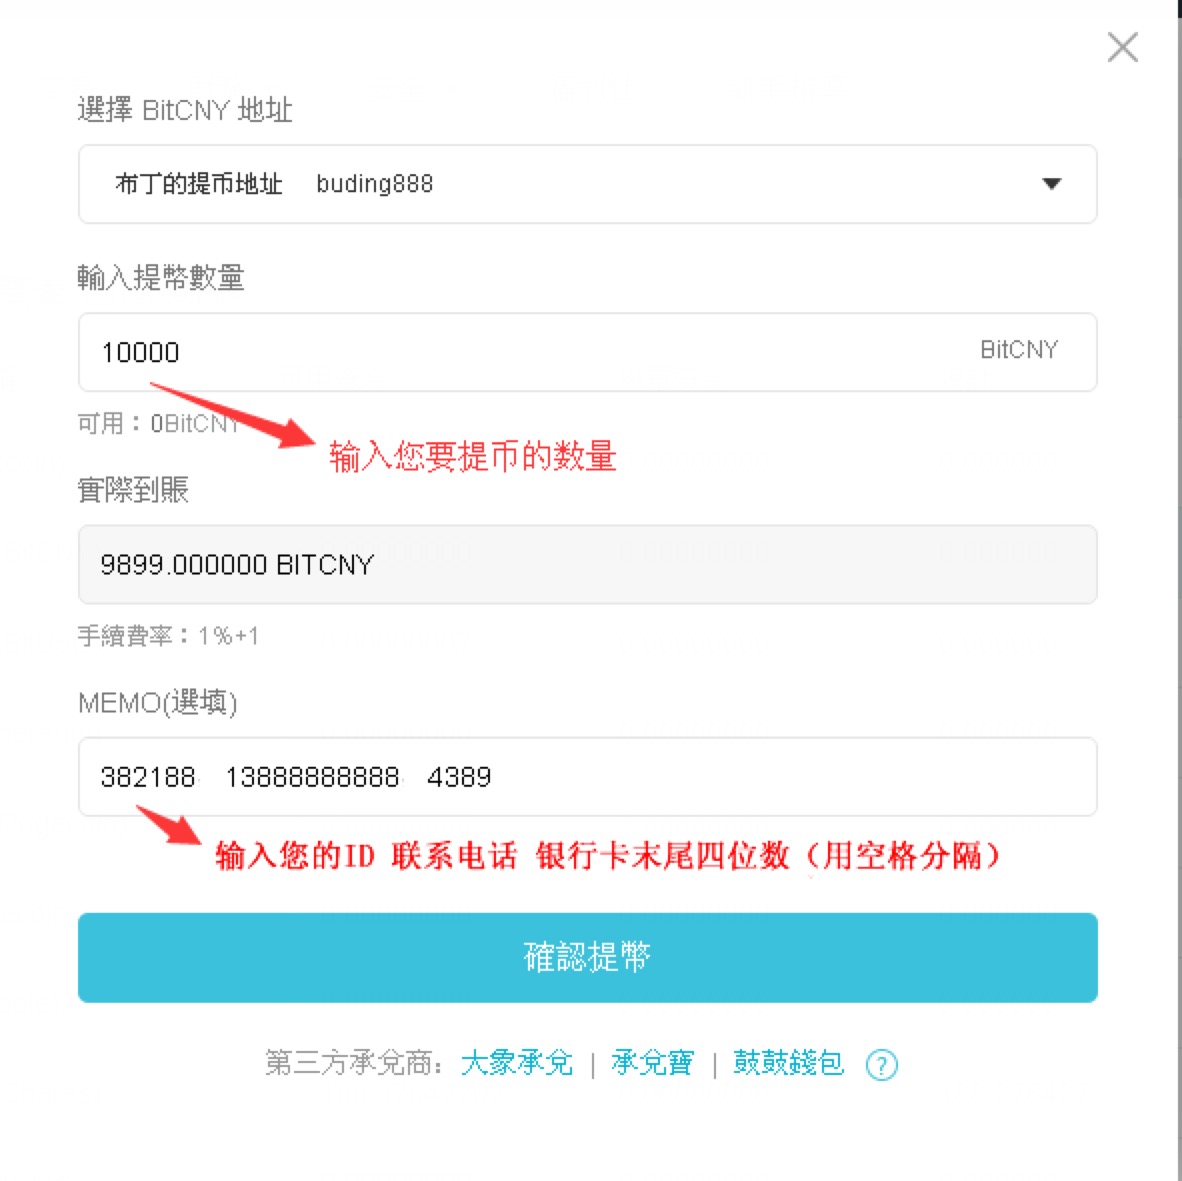 選擇 BitCNY 地址
布丁的提币地址 buding888
輸入提幣數量
10000 BitCNY
可用：0BitCNY
输入您要提币的数量
實際到賬
9899.000000 BITCNY
手續費率：1%+1
MEMO(選填)
382188 13888888888 4389
输入您的ID 联系电话 银行卡末尾四位数（用空格分隔）
確認提幣
第三方承兌商: 大象承兌 | 承兌寶 | 鼓鼓錢包 ?